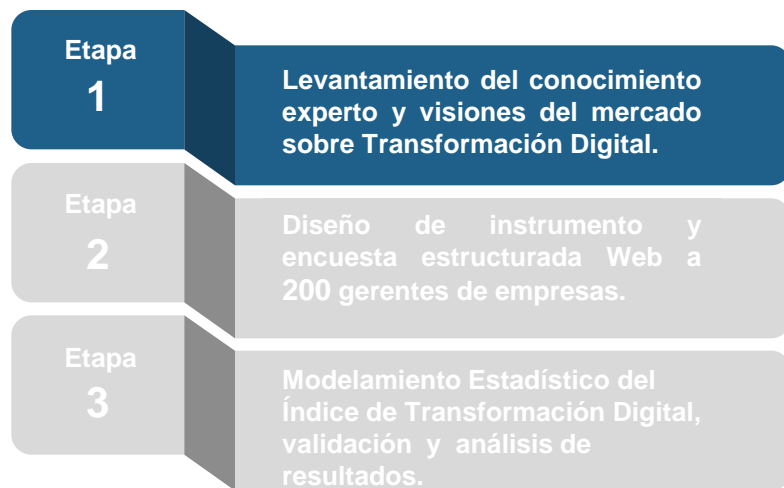 Etapa
1
Levantamiento del conocimiento
experto y visiones del mercado
sobre Transformación Digital.
Etapa
2
Diseño de instrumento y
encuesta estructurada Web a
200 gerentes de empresas.
Etapa
3
Modelamiento Estadístico del
Índice de Transformación Digital,
validación y análisis de
resultados.